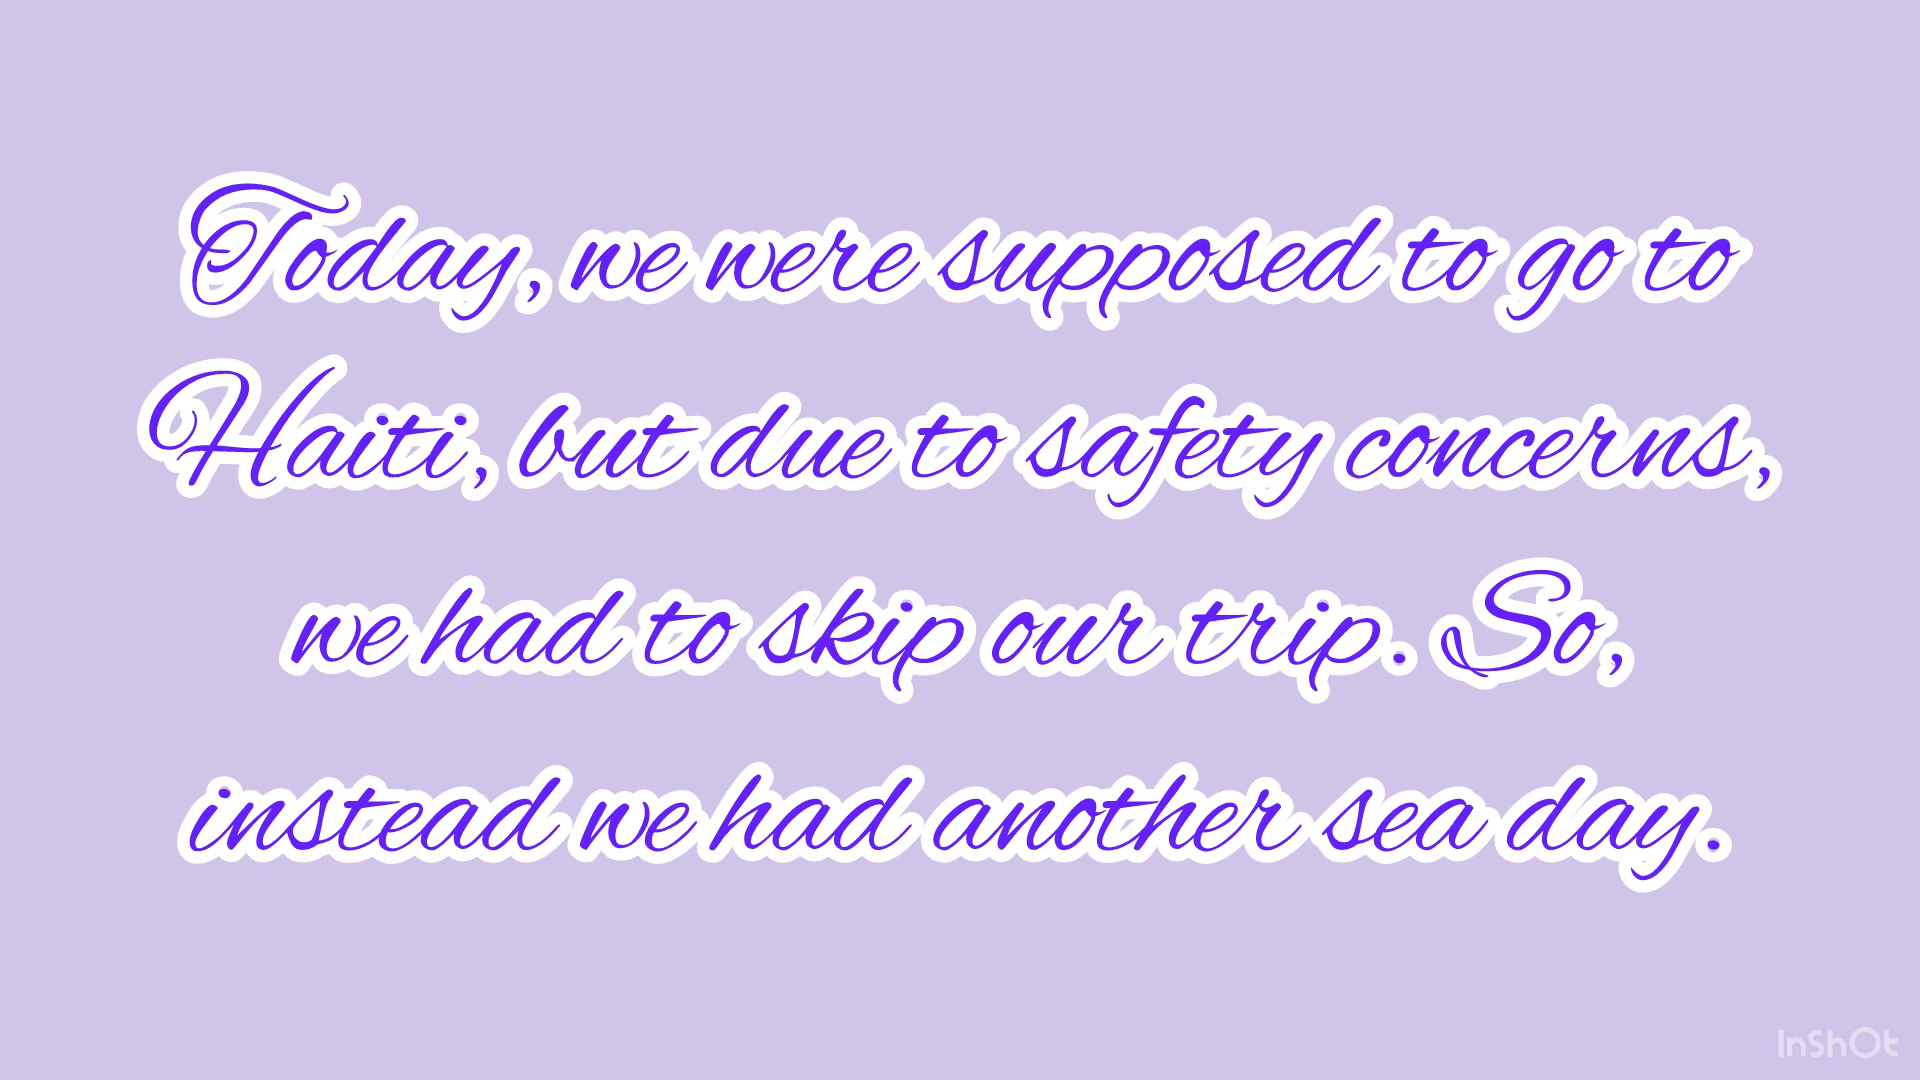 Today, we were supposed to go to
Haiti, but due to safety concerns,
we had to skip our trip. So,
instead we had another sea day.
InShOt